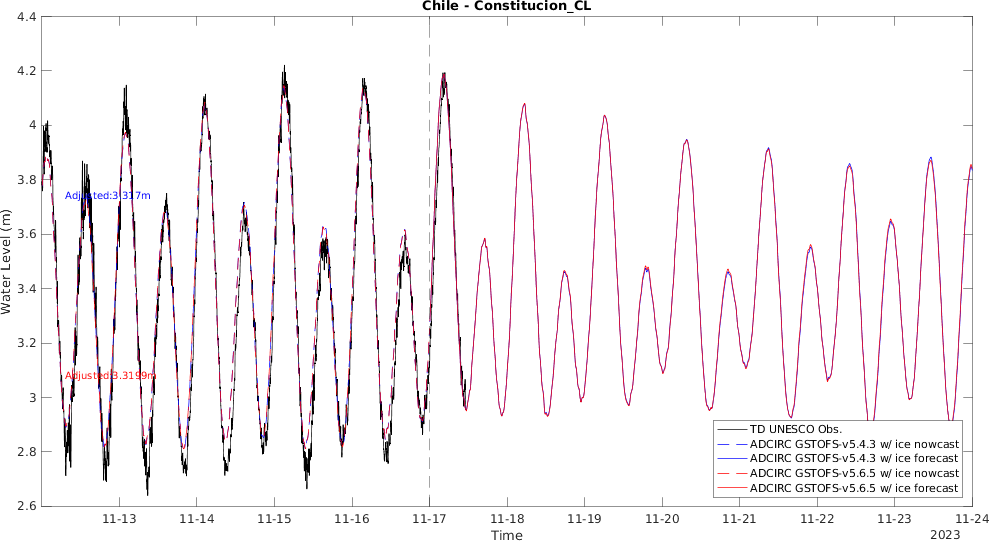 Chile - Constitucion_CL
4.4
4.2
4
3.8
3.6
3.4
3.2
3
2.8
2.6
Water Level (m)
Adjusted:3.317m
Adjusted:3.3199m
TD UNESCO Obs.
ADCIRC GSTOFS-v5.4.3 w/ ice nowcast
ADCIRC GSTOFS-v5.4.3 w/ ice forecast
ADCIRC GSTOFS-v5.6.5 w/ ice nowcast
ADCIRC GSTOFS-v5.6.5 w/ ice forecast
11-13 11-14 11-15 11-16 11-17 11-18 11-19 11-20 11-21 11-22 11-23 11-24
Time
2023